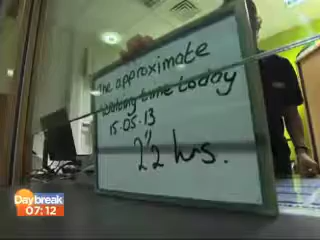 The approximate
waiting time today
15.05.13
2½ hrs.
Daybreak
07:12